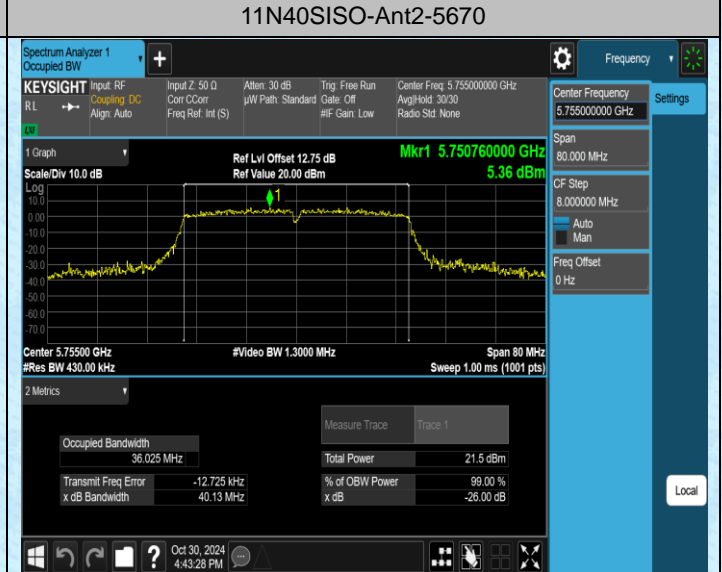 11N40SISO-Ant2-5670
Spectrum Analyzer 1
Occupied BW
+
Frequency
KEYSIGHT
RL
LXI
Input: RF
Coupling: DC
Align: Auto
Input Z: 50 Ω
Corr CCorr
Freq Ref: Int (S)
Atten: 30 dB
µW Path: Standard
Trig: Free Run
Gate: Off
#IF Gain: Low
Center Freq: 5.755000000 GHz
Avg|Hold: 30/30
Radio Std: None
Center Frequency
5.755000000 GHz
Settings
Span
80.000 MHz
CF Step
8.000000 MHz
Auto
Man
Freq Offset
0 Hz
1 Graph
Scale/Div 10.0 dB
Ref Lvl Offset 12.75 dB
Ref Value 20.00 dBm
Mkr1 5.750760000 GHz
5.36 dBm
Log
10.0
0.00
-10.0
-20.0
-30.0
-40.0
-50.0
-60.0
-70.0
1
Center 5.75500 GHz
#Res BW 430.00 kHz
#Video BW 1.3000 MHz
Span 80 MHz
Sweep 1.00 ms (1001 pts)
2 Metrics
Measure Trace
Trace 1
Occupied Bandwidth
36.025 MHz
Total Power
21.5 dBm
Transmit Freq Error
-12.725 kHz
% of OBW Power
99.00 %
x dB Bandwidth
40.13 MHz
x dB
-26.00 dB
Local
?
Oct 30, 2024
4:43:28 PM